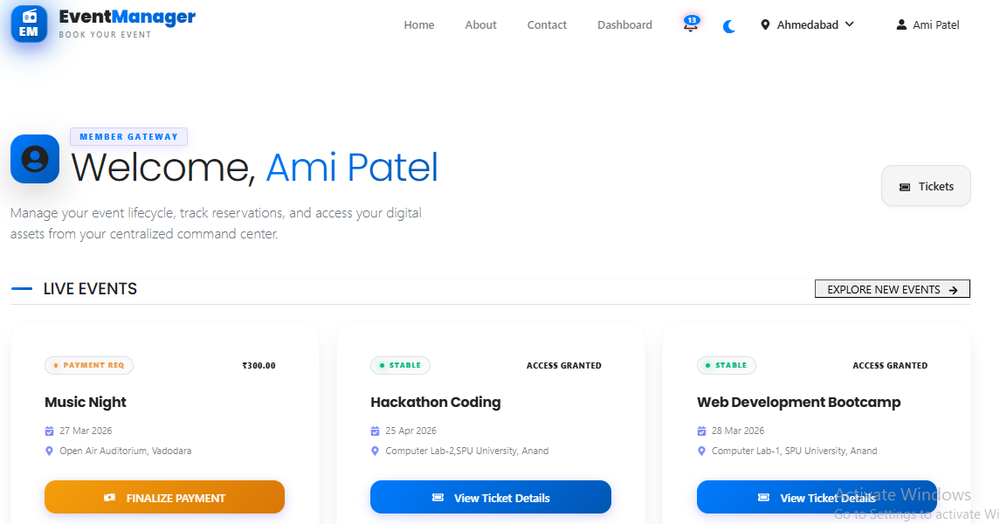 EM
EventManager
BOOK YOUR EVENT
Home
About
Contact
Dashboard
13
Ahmedabad
Ami Patel
MEMBER GATEWAY
Welcome, Ami Patel
Tickets
Manage your event lifecycle, track reservations, and access your digital
assets from your centralized command center.
LIVE EVENTS
EXPLORE NEW EVENTS
PAYMENT REQ
₹300.00
Music Night
27 Mar 2026
Open Air Auditorium, Vadodara
FINALIZE PAYMENT
STABLE
ACCESS GRANTED
Hackathon Coding
25 Apr 2026
Computer Lab-2,SPU University, Anand
View Ticket Details
STABLE
ACCESS GRANTED
Web Development Bootcamp
28 Mar 2026
Computer Lab-1, SPU University, Anand
View Ticket Details
Activate Windows
Go to Settings to activate Wi